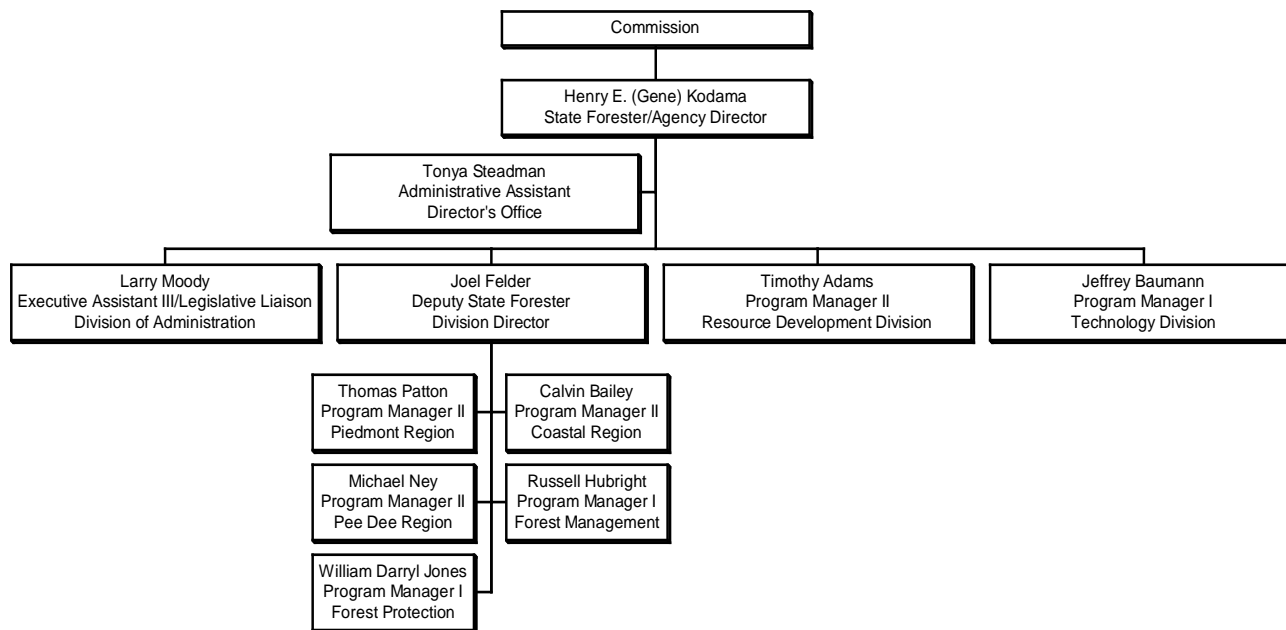 Commission
Henry E. (Gene) Kodama
State Forester/Agency Director
Tonya Steadman
Administrative Assistant
Director's Office
Larry Moody
Executive Assistant III/Legislative Liaison
Division of Administration
Joel Felder
Deputy State Forester
Division Director
Timothy Adams
Program Manager II
Resource Development Division
Jeffrey Baumann
Program Manager I
Technology Division
Thomas Patton
Program Manager II
Piedmont Region
Calvin Bailey
Program Manager II
Coastal Region
Michael Ney
Program Manager II
Pee Dee Region
Russell Hubright
Program Manager I
Forest Management
William Darryl Jones
Program Manager I
Forest Protection